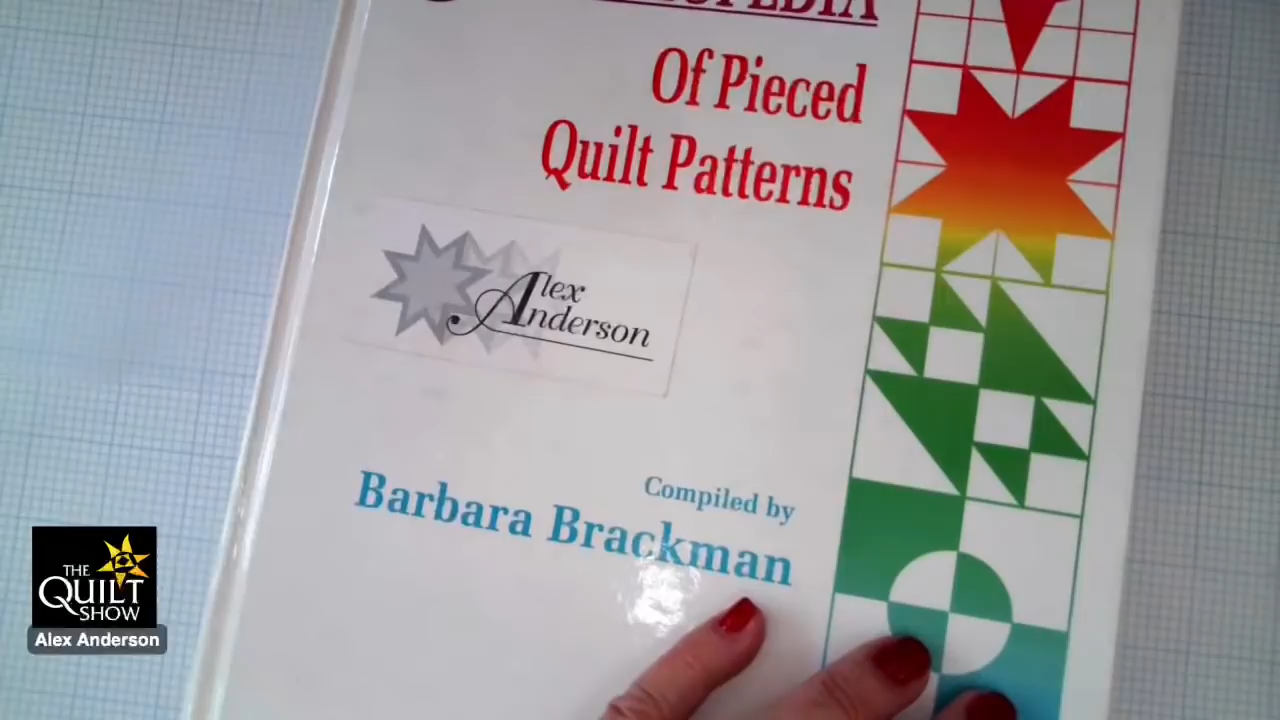 Of Pieced
Quilt Patterns
Alex
Anderson
Compiled by
Barbara Brackman
THE
QUILT
SHOW
Alex Anderson